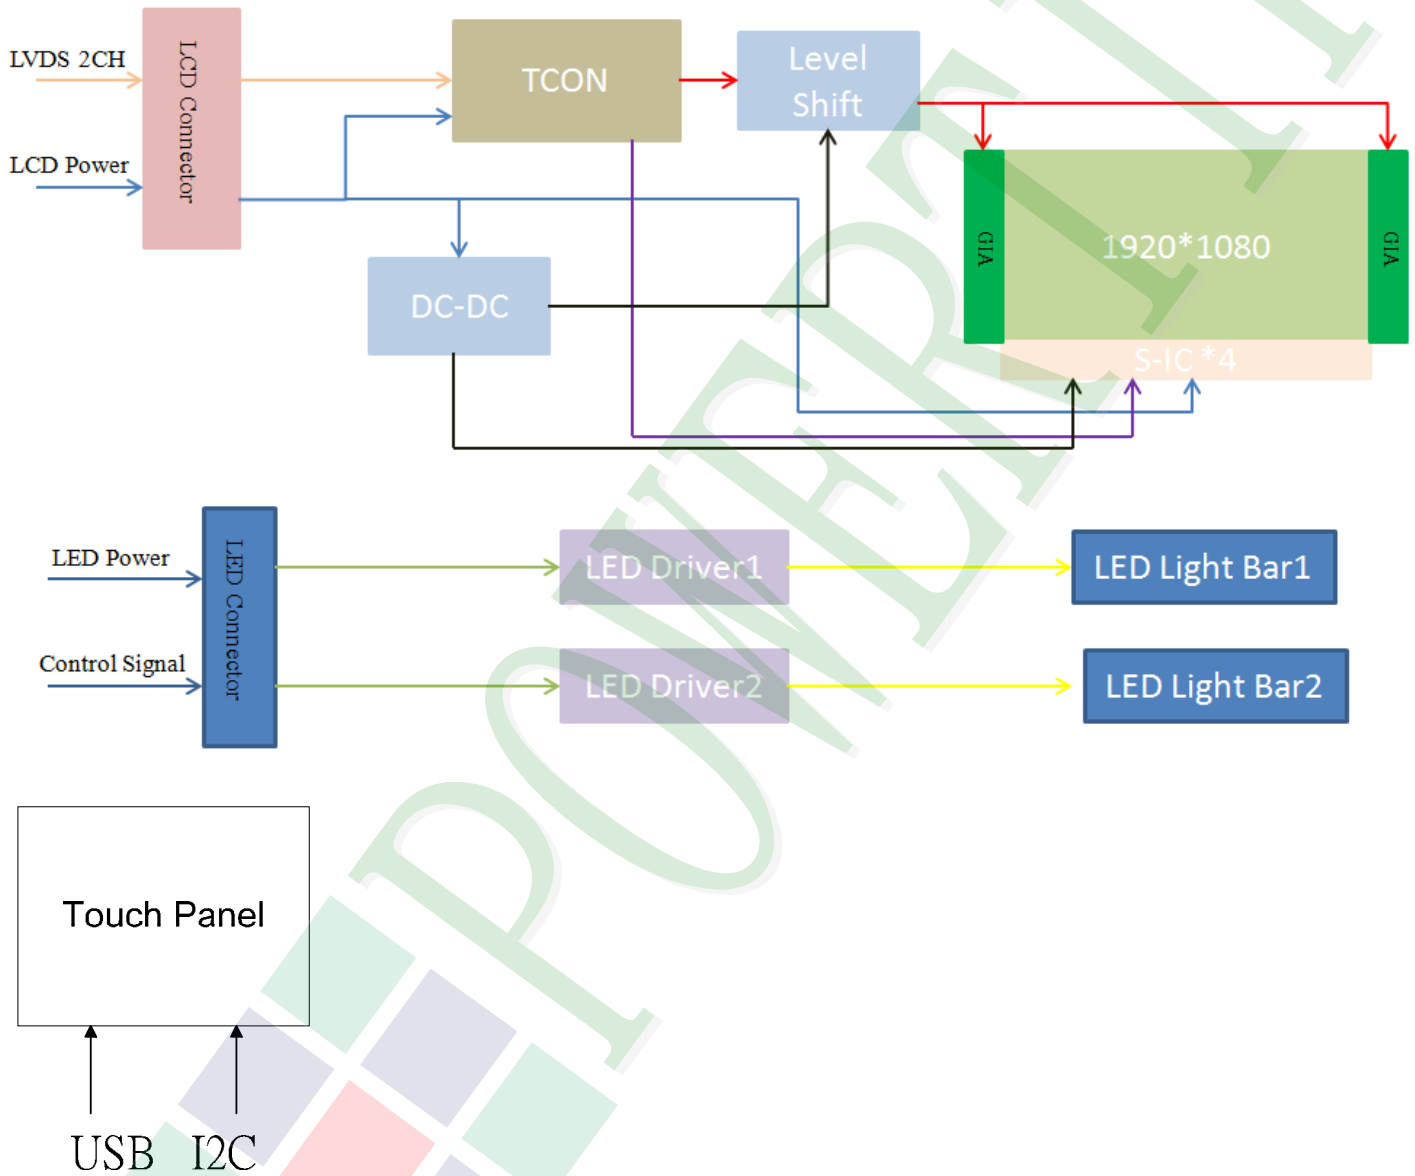 LVDS 2CH
LCD Power
LCD Connector
TCON
Level
Shift
DC-DC
GIA
1920*1080
GIA
S-IC *4
LED Power
Control Signal
LED Connector
LED Driver1
LED Light Bar1
LED Driver2
LED Light Bar2
Touch Panel
USB
I2C
POWERTI